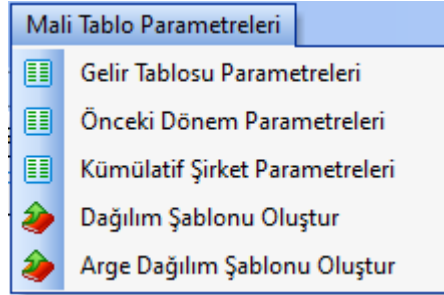 Mali Tablo Parametreleri
Gelir Tablosu Parametreleri
Önceki Dönem Parametreleri
Kümülatif Şirket Parametreleri
Dağılım Şablonu Oluştur
Arge Dağılım Şablonu Oluştur